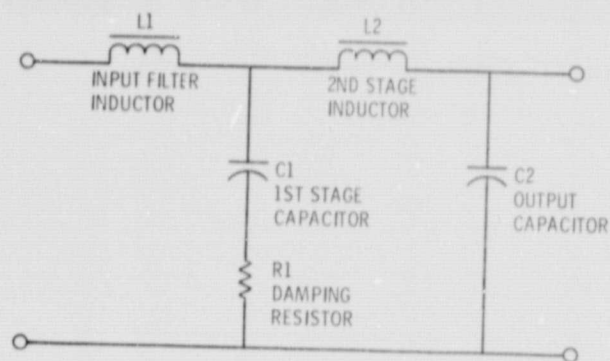 L1
INPUT FILTER
INDUCTOR
L2
2ND STAGE
INDUCTOR
C1
1ST STAGE
CAPACITOR
C2
OUTPUT
CAPACITOR
R1
DAMPING
RESISTOR